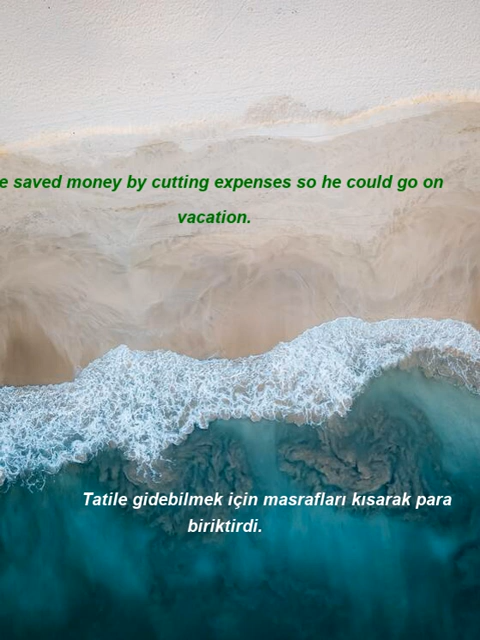 e saved money by cutting expenses so he could go on
vacation.
Tatile gidebilmek için masrafları kısarak para
biriktirdi.